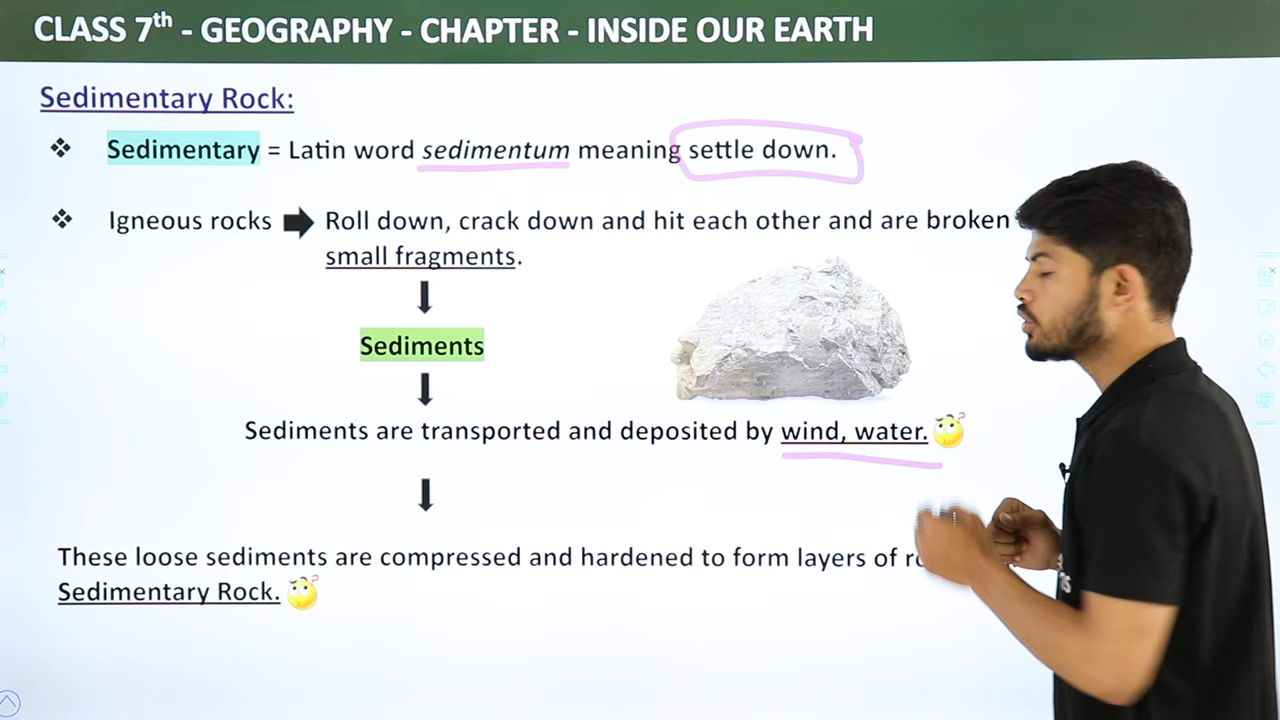 CLASS 7th - GEOGRAPHY - CHAPTER - INSIDE OUR EARTH
Sedimentary Rock:
❖ Sedimentary = Latin word sedimentum meaning settle down.
❖ Igneous rocks ➡ Roll down, crack down and hit each other and are broken
small fragments.
Sediments
Sediments are transported and deposited by wind, water.
These loose sediments are compressed and hardened to form layers of
Sedimentary Rock.